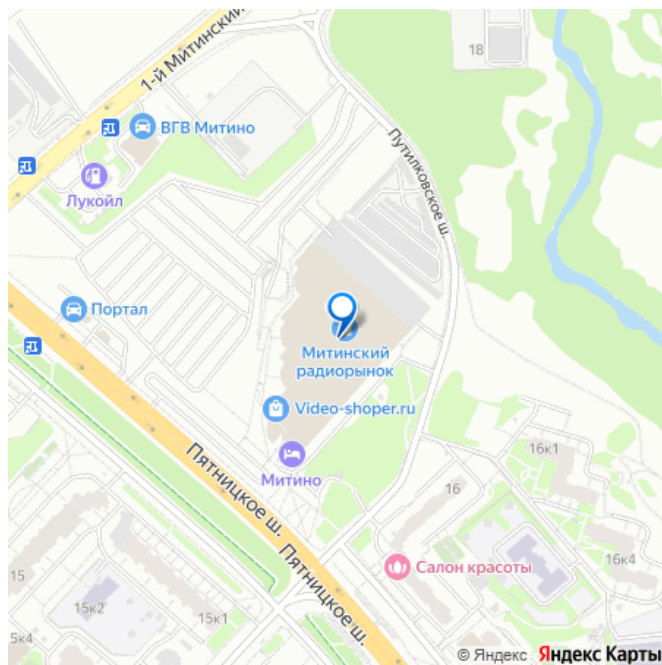 18
1-й Митинский
ВГВ Митино
Путилковское ш.
Лукойл
Портал
Митинский
радиорынок
Video-shoper.ru
Митино
Пятницкое ш.
16к1
16
Пятницкое ш.
16к4
Салон красоты
15
15к2
15к1
15к4
© Яндекс Яндекс Карты